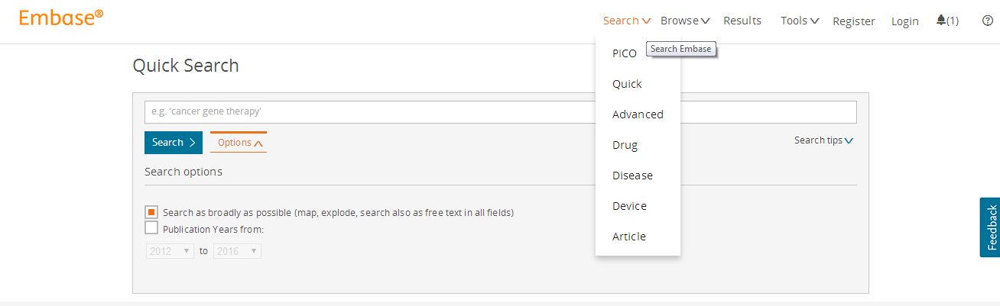 Embase®
Search Browse Results Tools Register Login (1)
Search Embase
PICO
Quick
Advanced
Drug
Disease
Device
Article
Quick Search
e.g. 'cancer gene therapy'
Search Options Search tips
Search options
Search as broadly as possible (map, explode, search also as free text in all fields)
Publication Years from:
2012 to 2016
Feedback